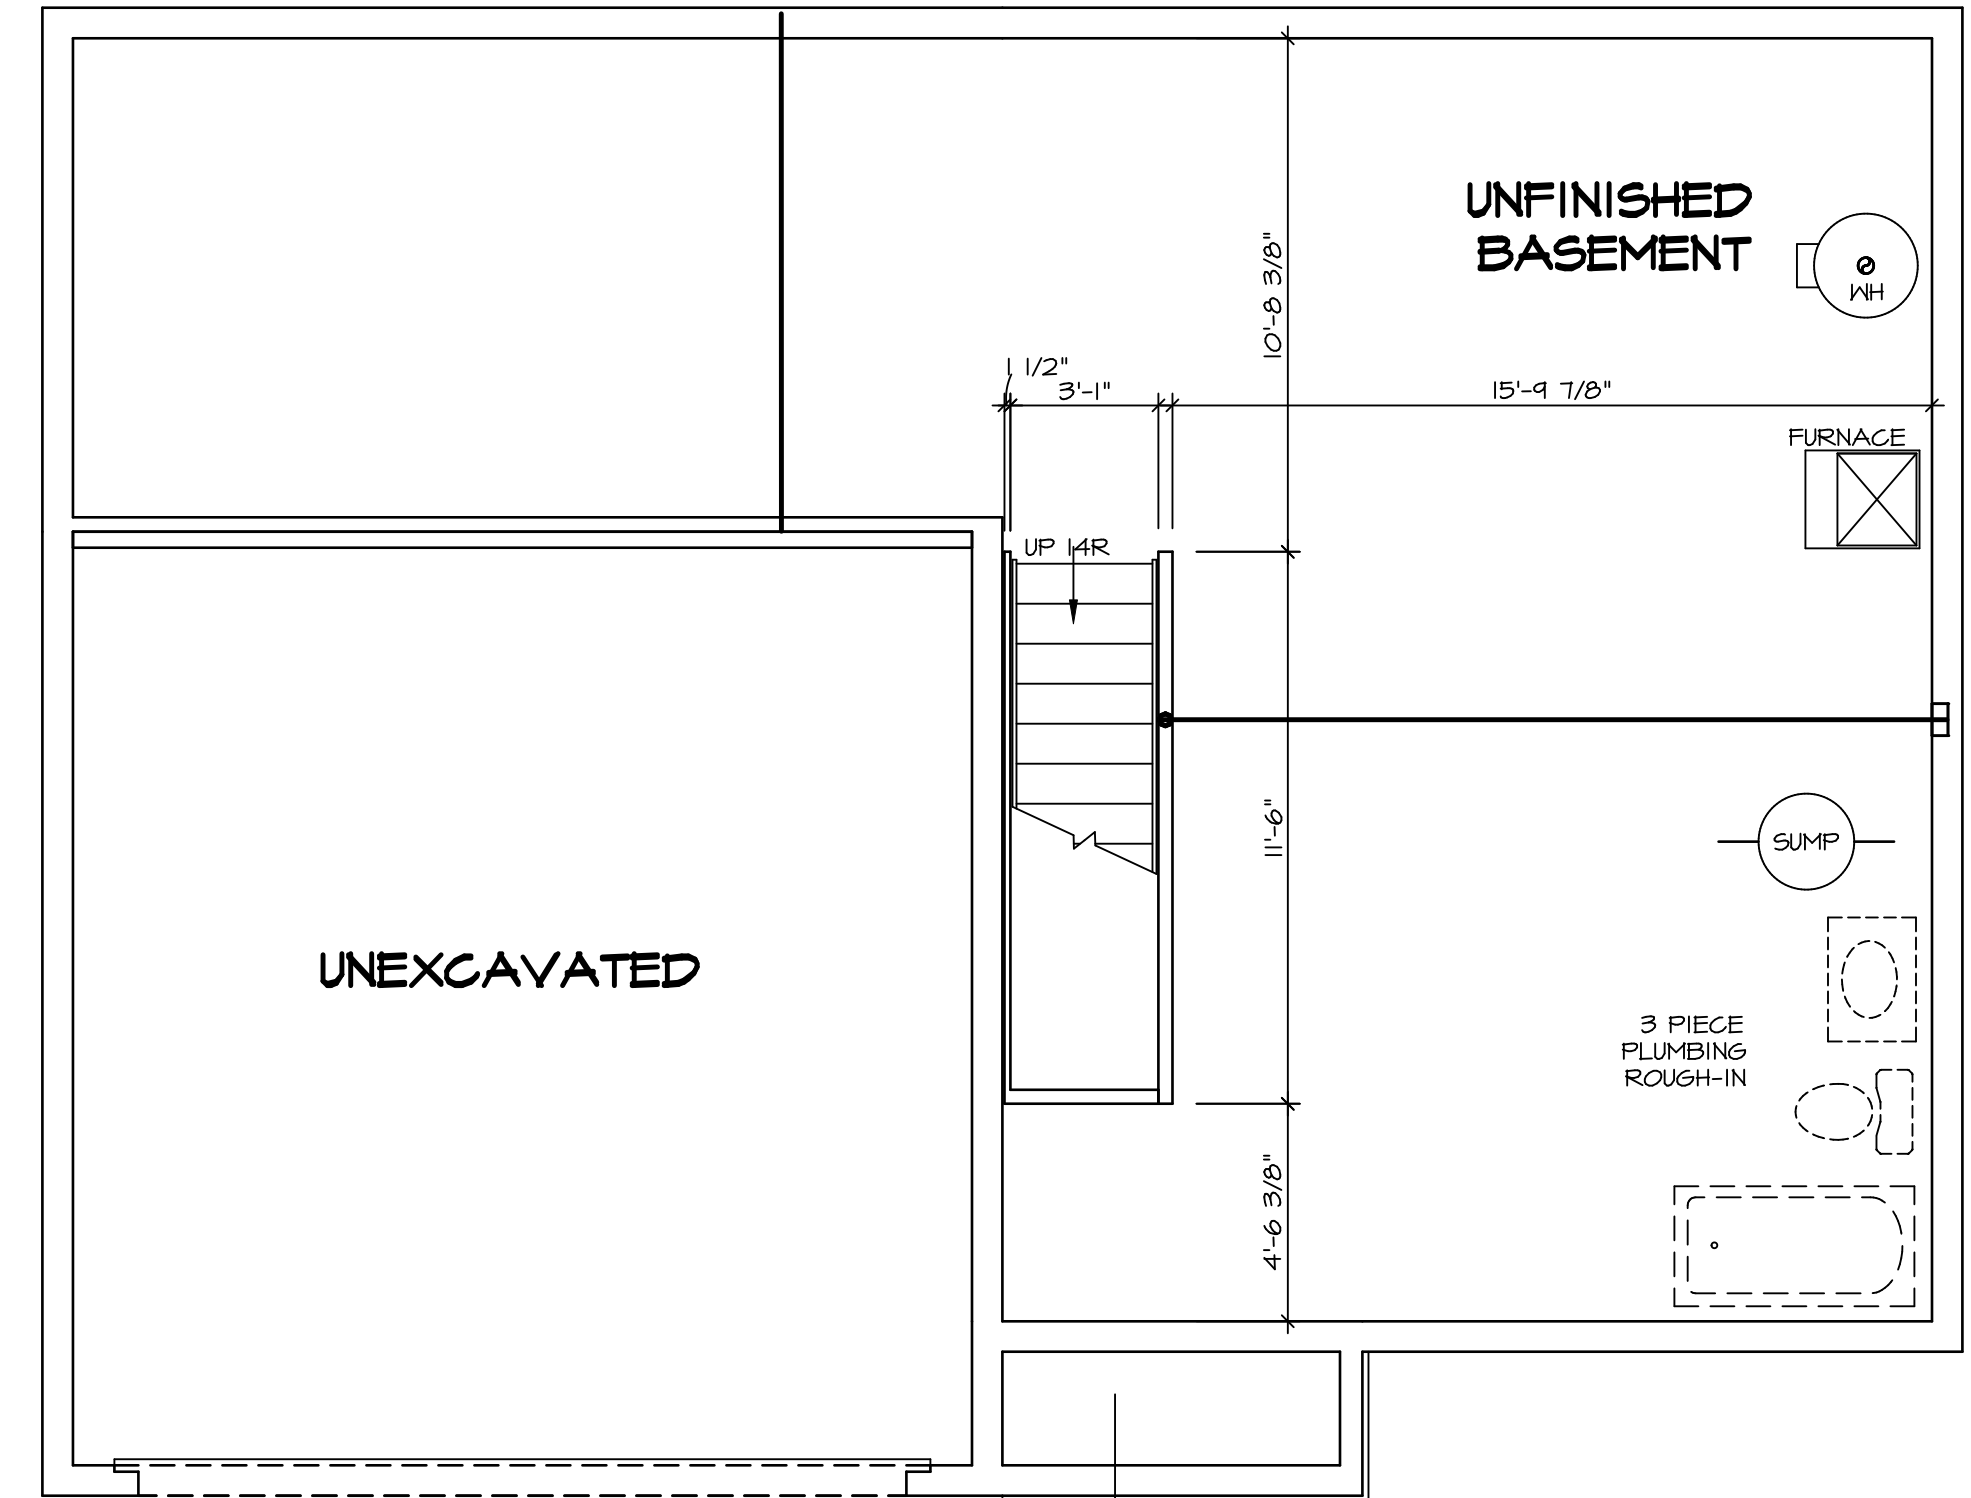 UNFINISHED
BASEMENT
WH
10'-8 3/8"
1 1/2"
3'-1"
15'-9 7/8"
FURNACE
UP 14R
11'-6"
SUMP
UNEXCAVATED
3 PIECE
PLUMBING
ROUGH-IN
4'-6 3/8"